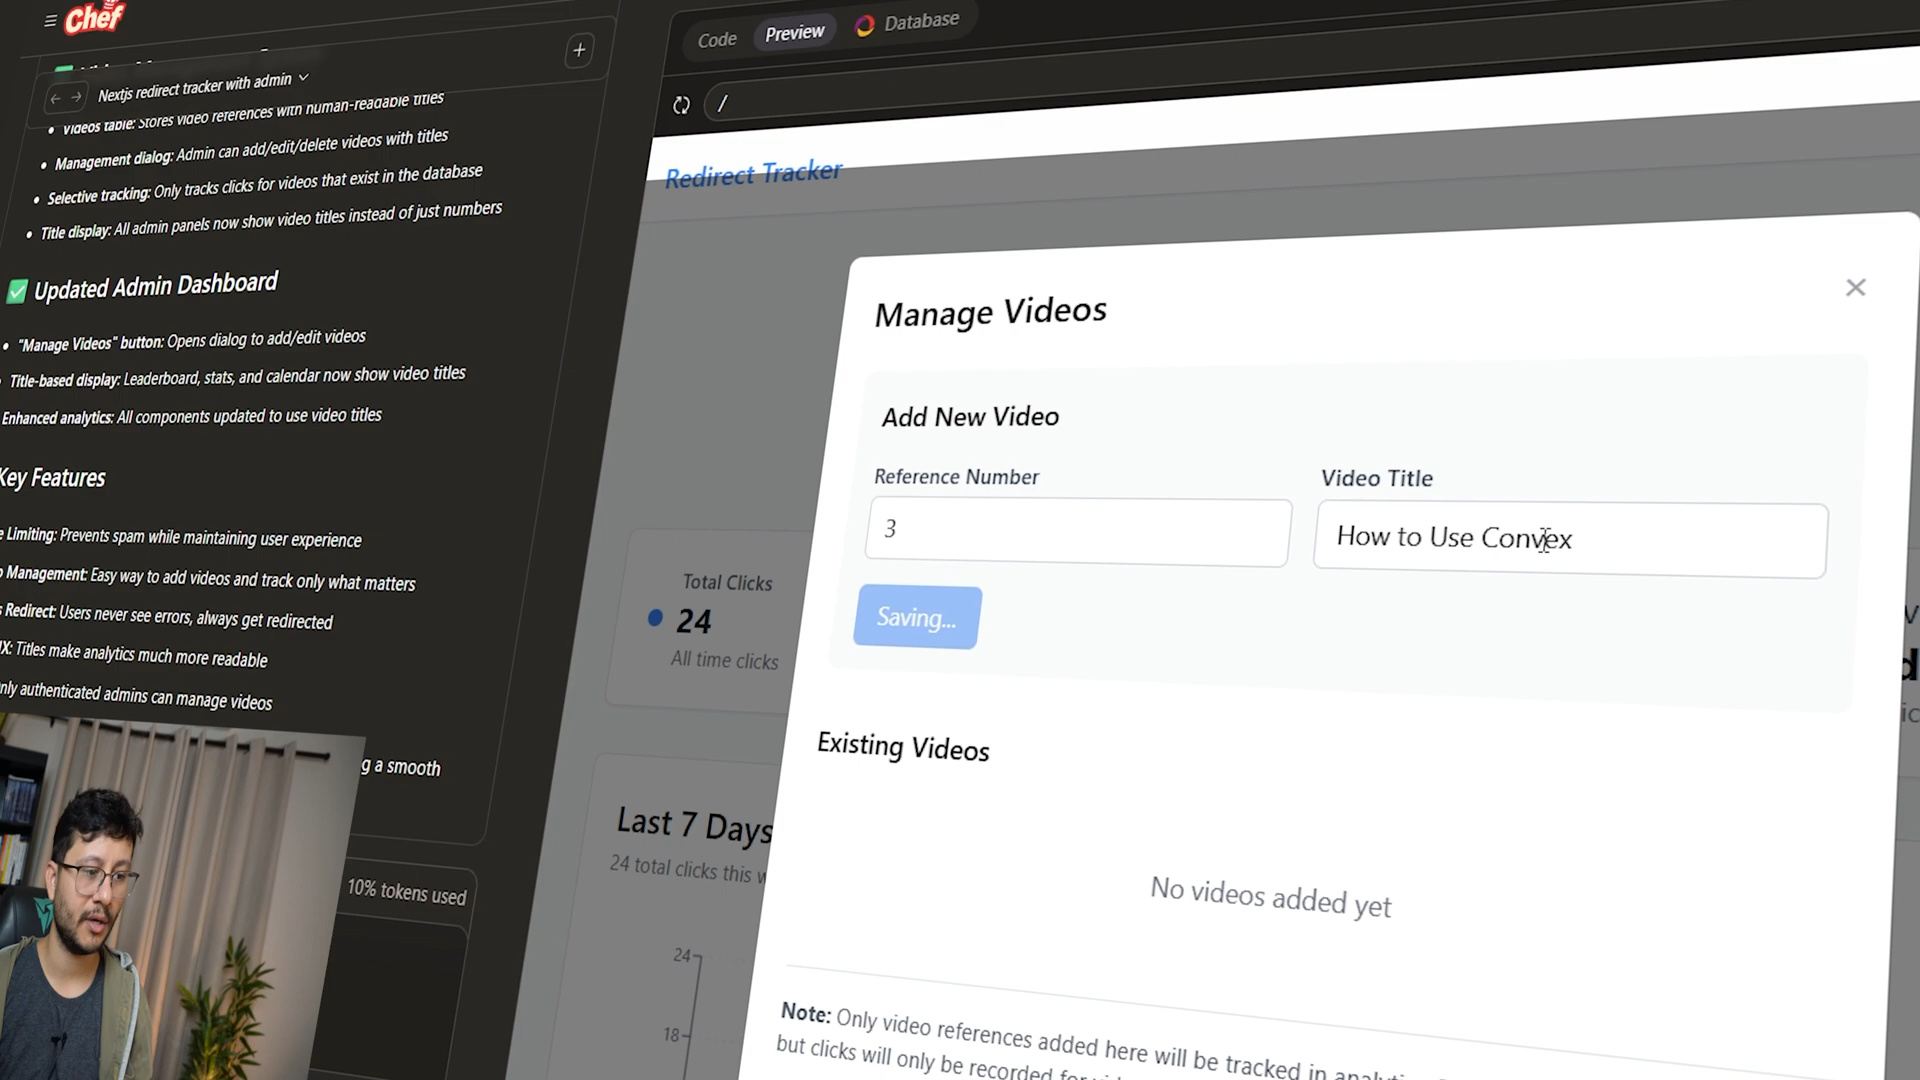 Chef
Nextjs redirect tracker with admin
Videos table: Stores video references with human-readable titles
Management dialog: Admin can add/edit/delete videos with titles
Selective tracking: Only tracks clicks for videos that exist in the database
Title display: All admin panels now show video titles instead of just numbers
Updated Admin Dashboard
"Manage Videos" button: Opens dialog to add/edit videos
Title-based display: Leaderboard, stats, and calendar now show video titles
Enhanced analytics: All components updated to use video titles
Key Features
Limiting: Prevents spam while maintaining user experience
Management: Easy way to add videos and track only what matters
Redirect: Users never see errors, always get redirected
Titles make analytics much more readable
authenticated admins can manage videos
a smooth
10% tokens used
Code
Preview
Database
/
Redirect Tracker
Manage Videos
Add New Video
Reference Number
Video Title
3
How to Use Convex
Saving...
Existing Videos
No videos added yet
Note: Only video references added here will be tracked in
but clicks will only be recorded for
Total Clicks
24
All time clicks
Last 7 Days
24 total clicks this
24
18